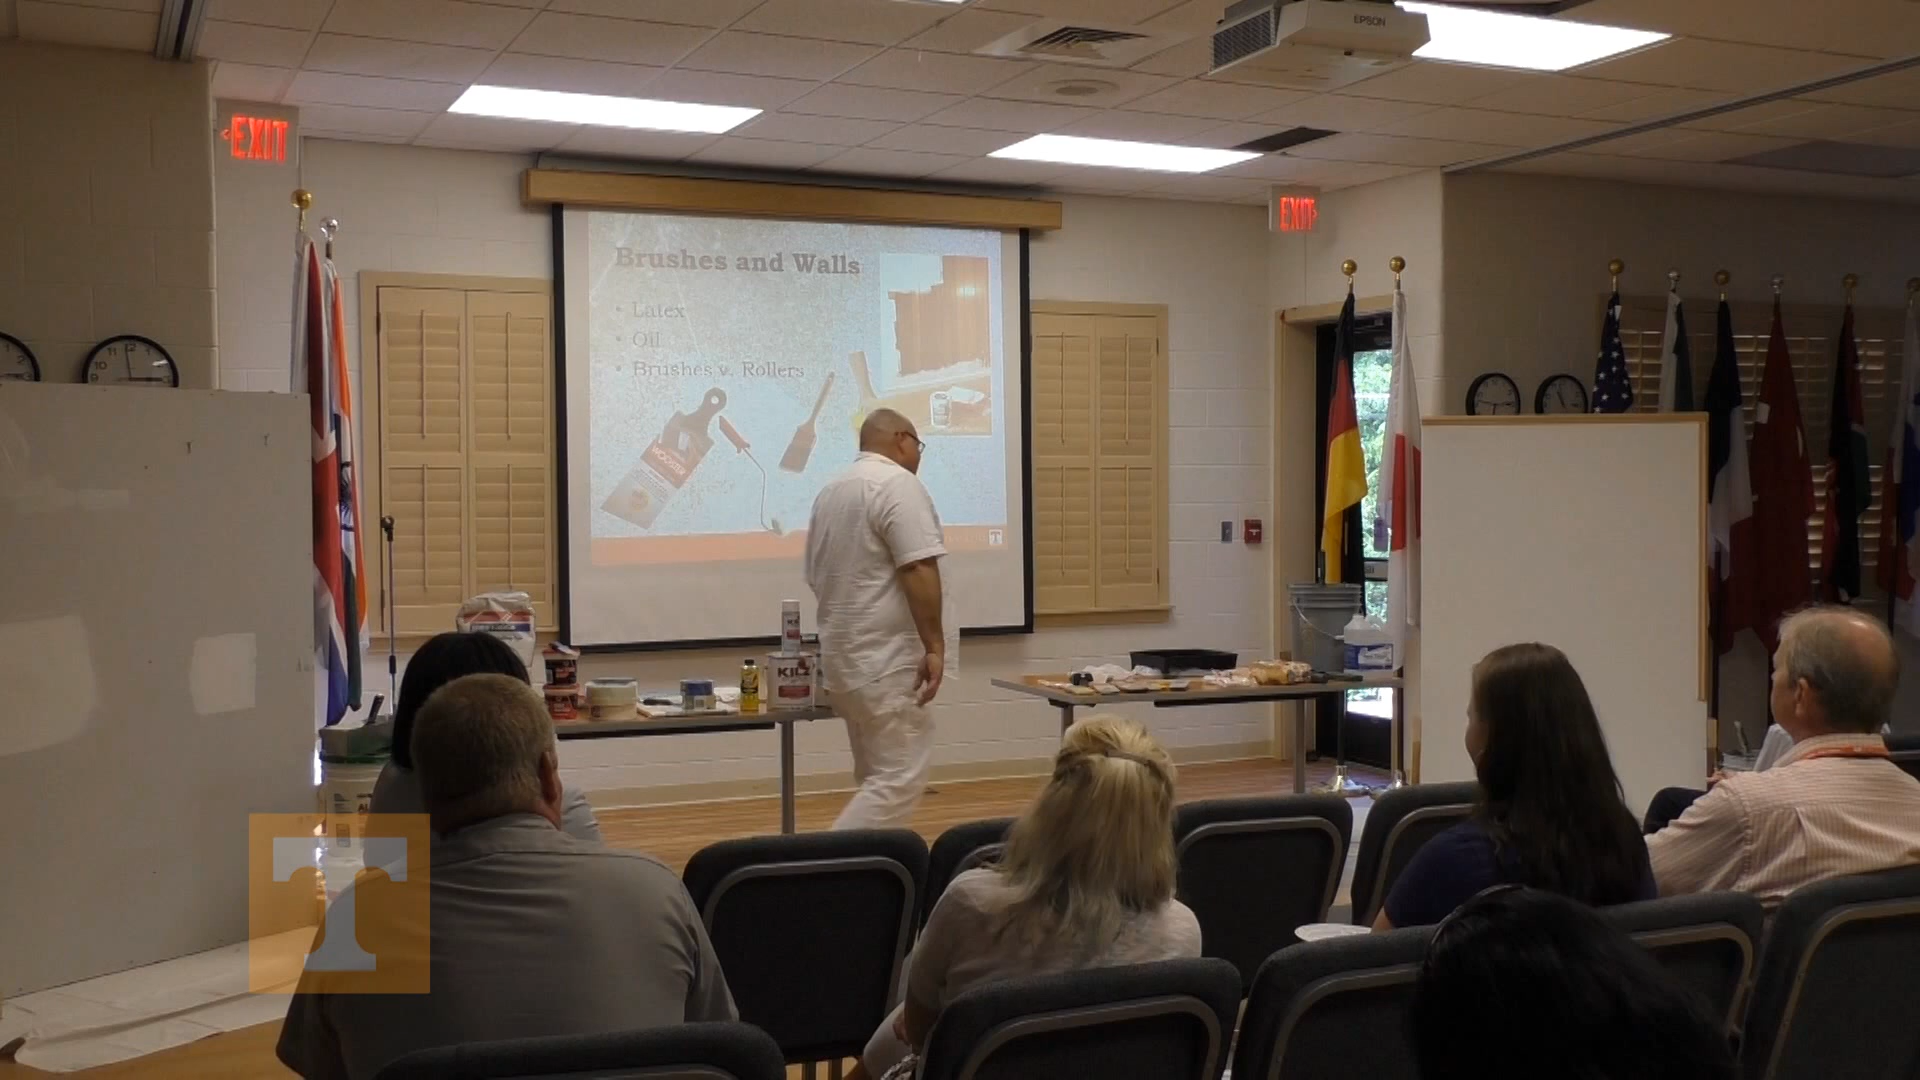 EPSON
EXIT
EXIT
Brushes and Walls
• Latex
• Oil
• Brushes v. Rollers
WOOSTER
KILZ
T
T